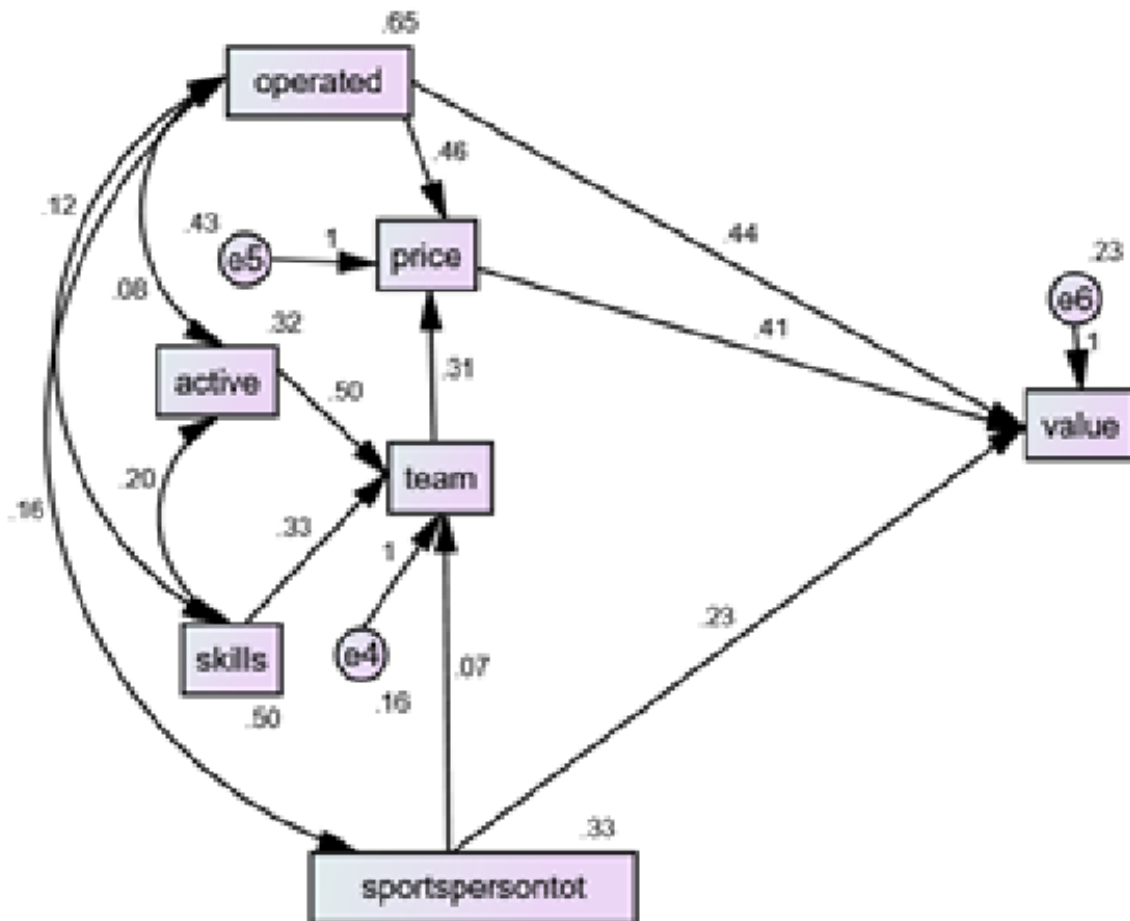 .65
operated
.46
.12
.43
1
e5
price
.44
.23
e6
.08
.32
.41
1
active
.31
.50
value
team
.20
.16
.33
1
skills
e4
.23
.07
.50
.16
.33
sportspersontot